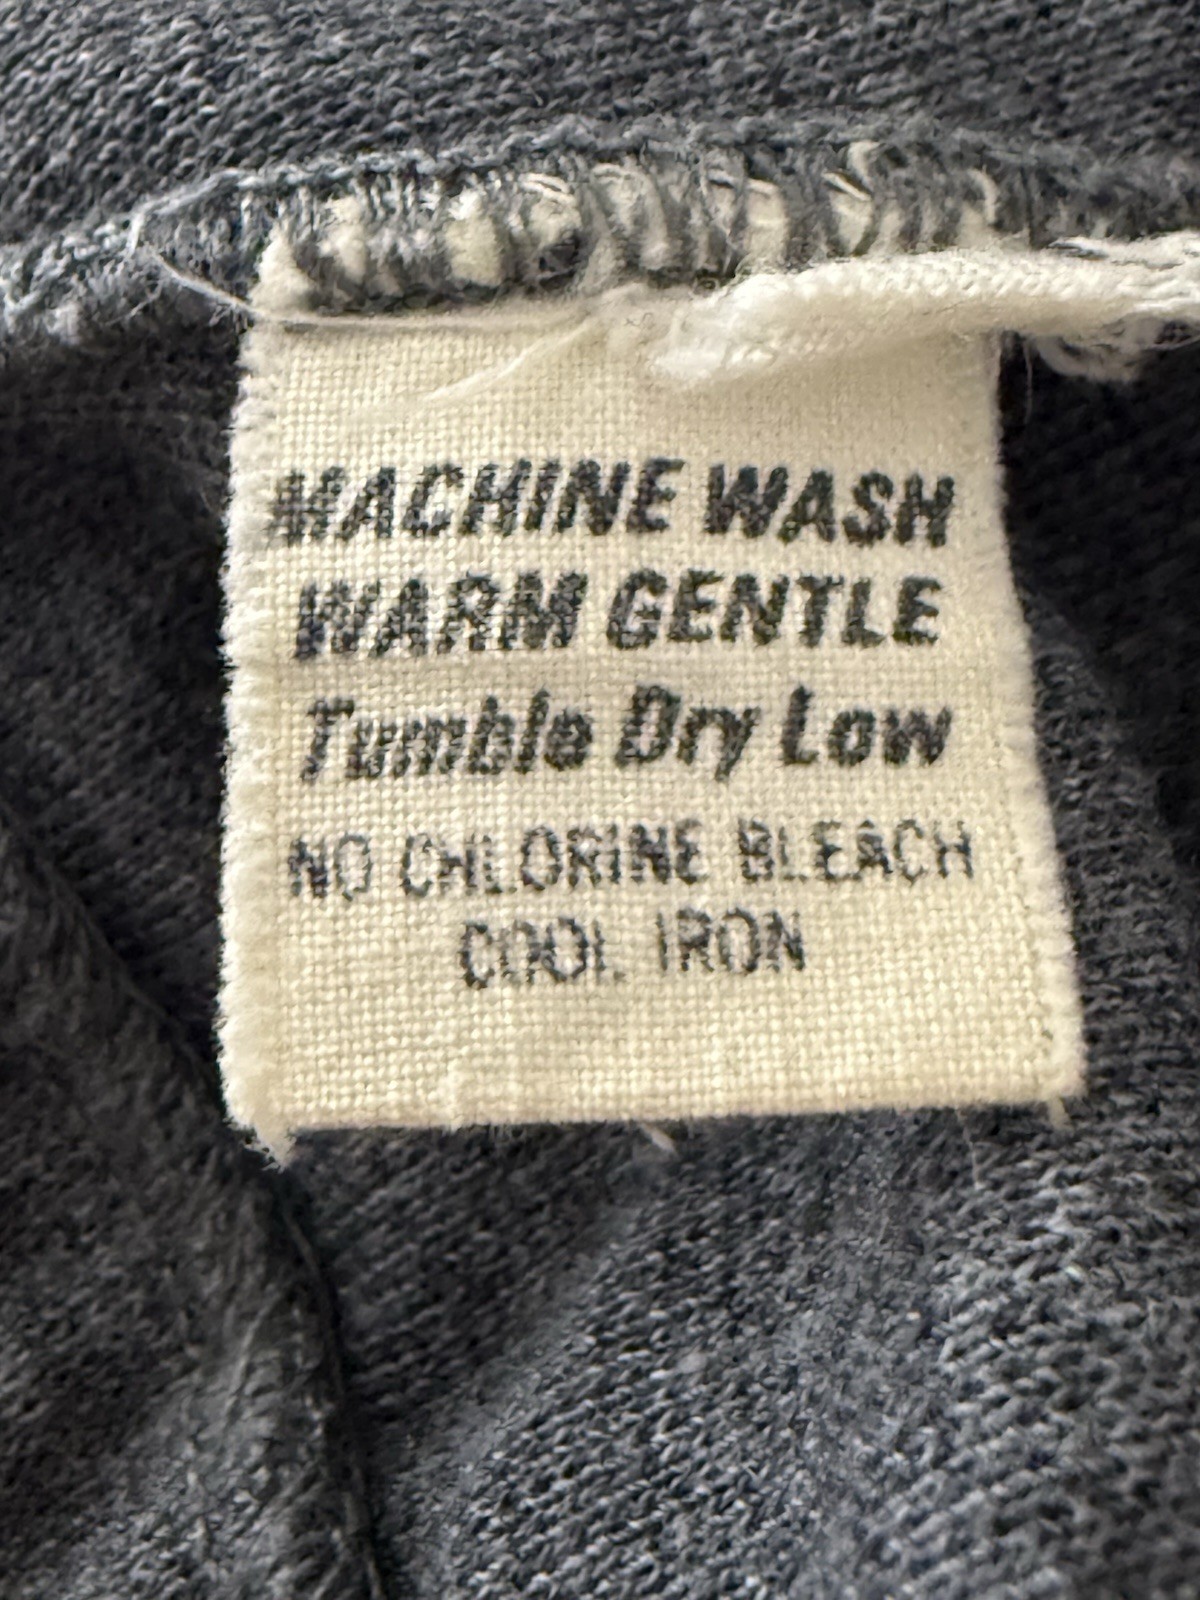 MACHINE WASH
WARM GENTLE
Tumble Dry Low
NO CHLORINE BLEACH
COOL IRON